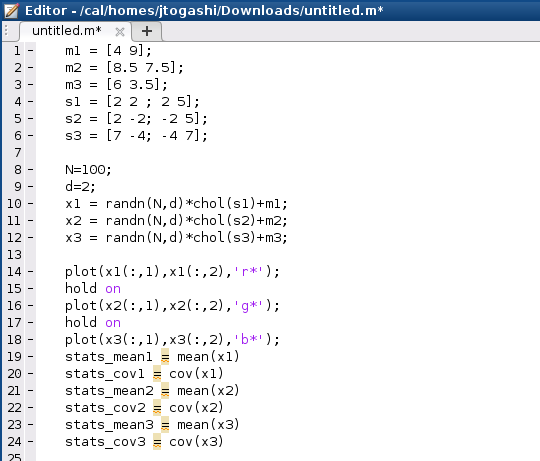 Editor - /cal/homes/jtogashi/Downloads/untitled.m*
untitled.m* × +
1 - m1 = [4 9];
2 - m2 = [8.5 7.5];
3 - m3 = [6 3.5];
4 - s1 = [2 2 ; 2 5];
5 - s2 = [2 -2; -2 5];
6 - s3 = [7 -4; -4 7];
7
8 - N=100;
9 - d=2;
10 - x1 = randn(N,d)*chol(s1)+m1;
11 - x2 = randn(N,d)*chol(s2)+m2;
12 - x3 = randn(N,d)*chol(s3)+m3;
13
14 - plot(x1(:,1),x1(:,2),'r*');
15 - hold on
16 - plot(x2(:,1),x2(:,2),'g*');
17 - hold on
18 - plot(x3(:,1),x3(:,2),'b*');
19 - stats_mean1 = mean(x1)
20 - stats_cov1 = cov(x1)
21 - stats_mean2 = mean(x2)
22 - stats_cov2 = cov(x2)
23 - stats_mean3 = mean(x3)
24 - stats_cov3 = cov(x3)
25